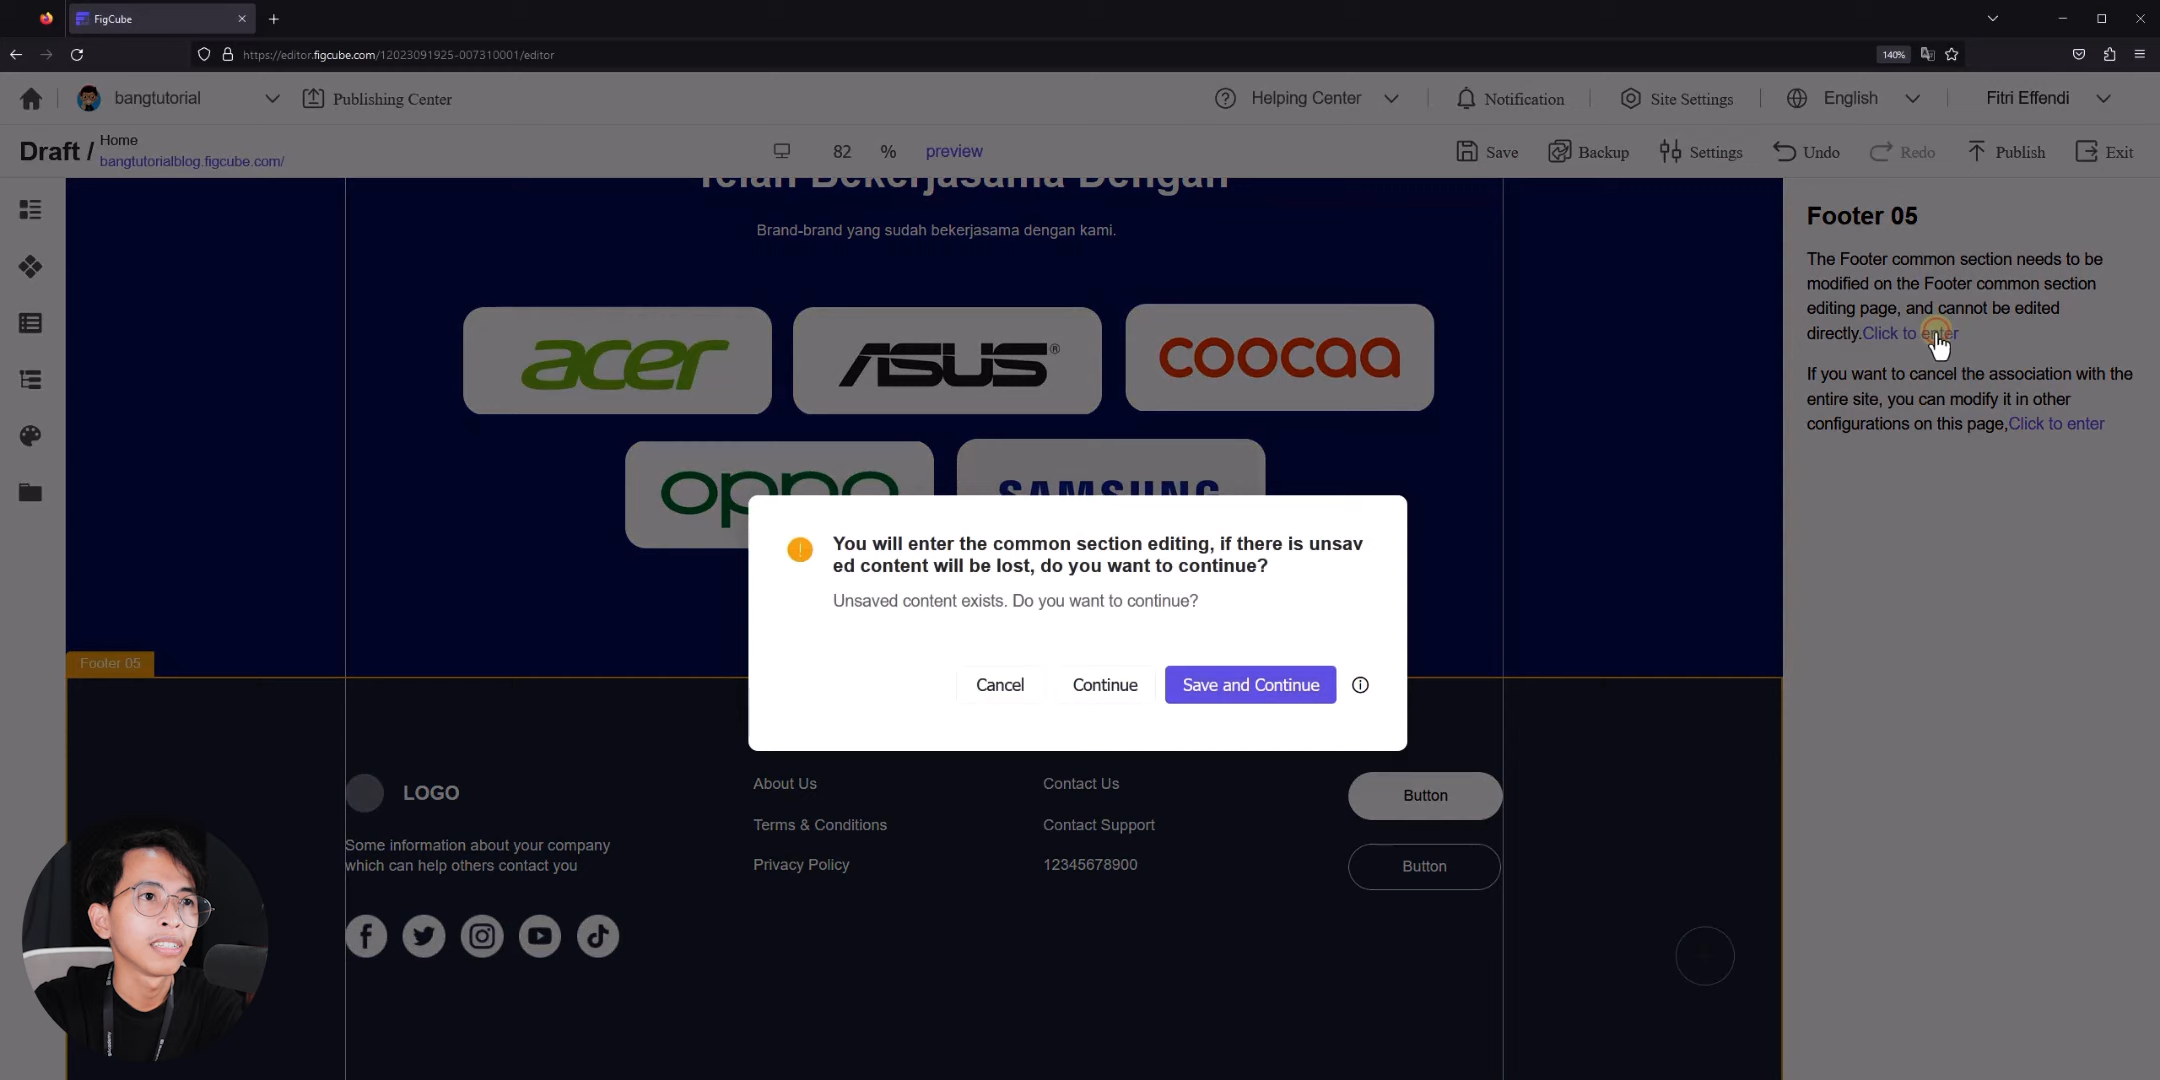 FigCube
https://editor.figcube.com/12023091925-007310001/editor
140%
bangtutorial
Publishing Center
Helping Center
Notification
Site Settings
English
Fitri Effendi
Draft /
Home
bangtutorialblog.figcube.com/
82 %
preview
Save
Backup
Settings
Undo
Redo
Publish
Exit
Telah Bekerjasama Dengan
Brand-brand yang sudah bekerjasama dengan kami.
acer
ASUS®
coocaa
oppo
SAMSUNG
Footer 05
The Footer common section needs to be
modified on the Footer common section
editing page, and cannot be edited
directly.Click to enter
If you want to cancel the association with the
entire site, you can modify it in other
configurations on this page,Click to enter
You will enter the common section editing, if there is unsav
ed content will be lost, do you want to continue?
Unsaved content exists. Do you want to continue?
Cancel
Continue
Save and Continue
Footer 05
LOGO
Some information about your company
which can help others contact you
About Us
Terms & Conditions
Privacy Policy
Contact Us
Contact Support
12345678900
Button
Button